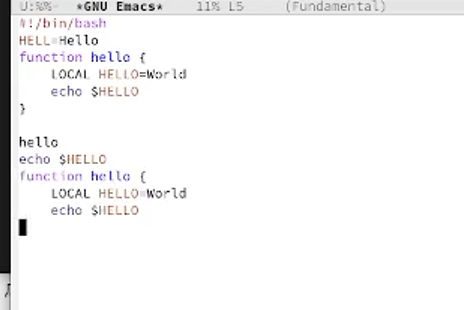 U:%%-  *GNU Emacs*  11% L5  (Fundamental)
#!/bin/bash
HELL=Hello
function hello {
    LOCAL HELLO=World
    echo $HELLO
}

hello
echo $HELLO
function hello {
    LOCAL HELLO=World
    echo $HELLO